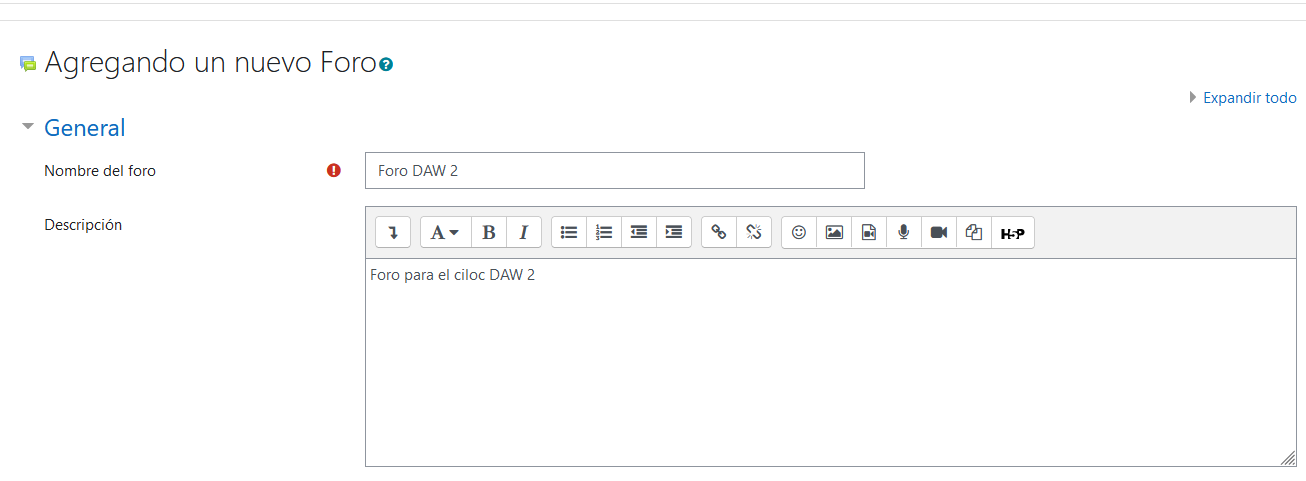 Agregando un nuevo Foro
Expandir todo
General
Nombre del foro
Foro DAW 2
Descripción
A B I H5P
Foro para el ciloc DAW 2